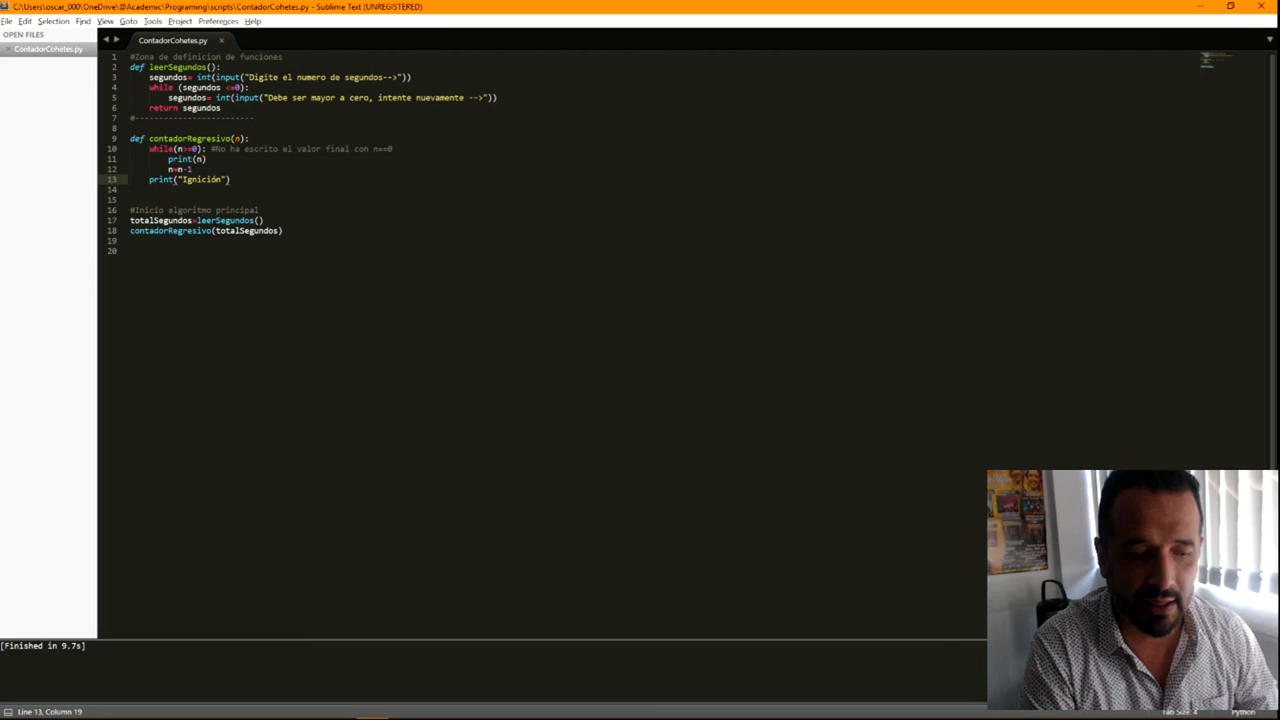 C:\Users\oscar_000\OneDrive\@Academic\Programing\scripts\ContadorCohetes.py - Sublime Text (UNREGISTERED)
File Edit Selection Find View Goto Tools Project Preferences Help
OPEN FILES
ContadorCohetes.py
ContadorCohetes.py
1 #Zona de definicion de funciones
2 def leerSegundos():
3 segundos= int(input("Digite el numero de segundos-->"))
4 while (segundos <=0):
5 segundos= int(input("Debe ser mayor a cero, intente nuevamente -->"))
6 return segundos
7 #-------------------------
8
9 def contadorRegresivo(n):
10 while(n>=0): #No ha escrito el valor final con n==0
11 print(n)
12 n=n-1
13 print("Ignición")
14
15
16 #Inicio algoritmo principal
17 totalSegundos=leerSegundos()
18 contadorRegresivo(totalSegundos)
19
20
[Finished in 9.7s]
Line 13, Column 19
Tab Size: 4
Python